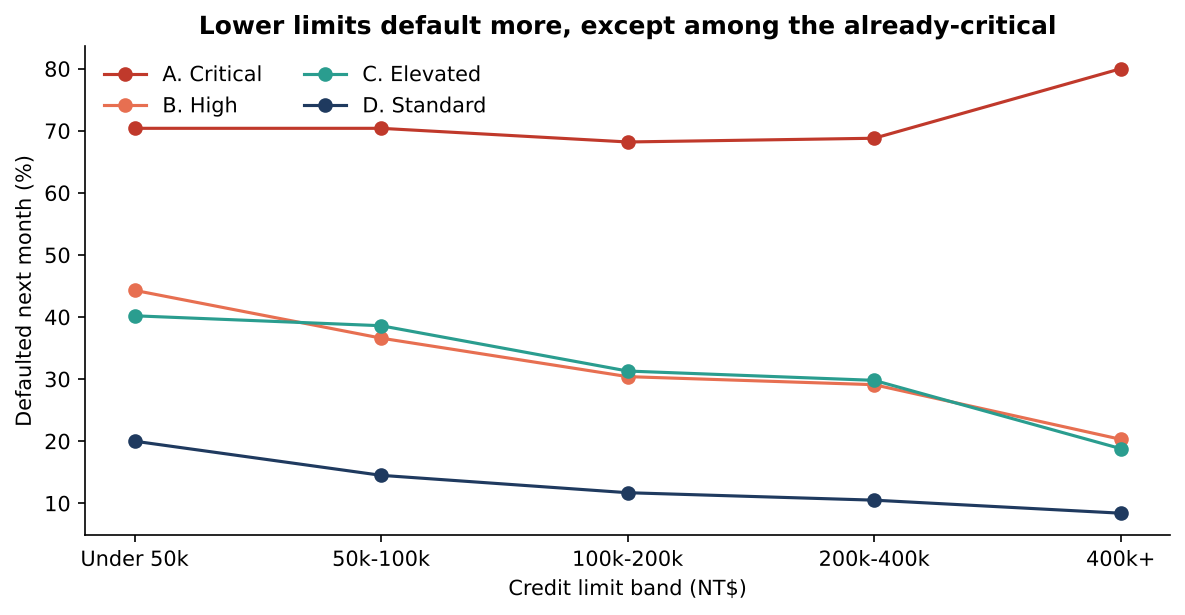 Lower limits default more, except among the already-critical
A. Critical
B. High
C. Elevated
D. Standard
Defaulted next month (%)
80
70
60
50
40
30
20
10
Under 50k
50k-100k
100k-200k
200k-400k
400k+
Credit limit band (NT$)